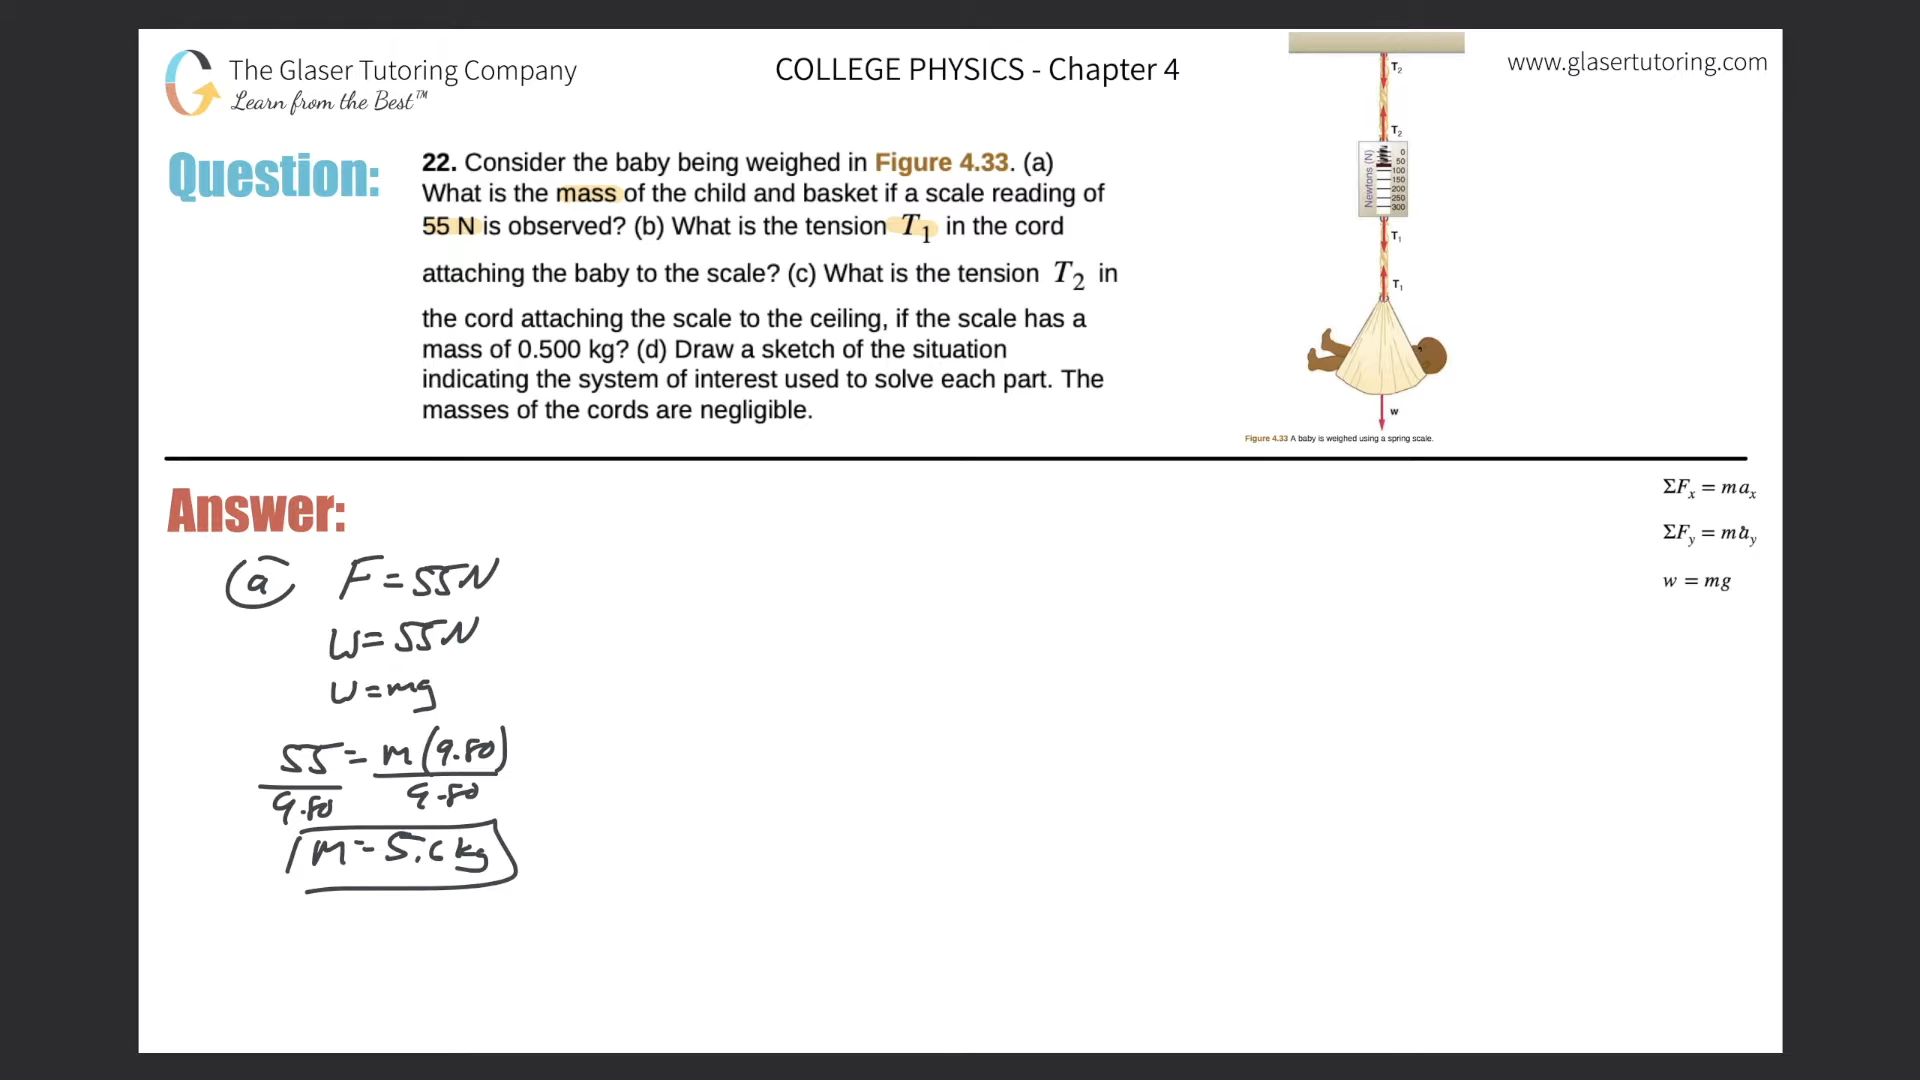 The Glaser Tutoring Company
Learn from the Best™
COLLEGE PHYSICS - Chapter 4
www.glasertutoring.com
Question:
22. Consider the baby being weighed in Figure 4.33. (a)
What is the mass of the child and basket if a scale reading of
55 N is observed? (b) What is the tension T₁ in the cord
attaching the baby to the scale? (c) What is the tension T₂ in
the cord attaching the scale to the ceiling, if the scale has a
mass of 0.500 kg? (d) Draw a sketch of the situation
indicating the system of interest used to solve each part. The
masses of the cords are negligible.
T₂
T₂
Newtons (N)
0
50
100
150
200
250
300
T₁
T₁
w
Figure 4.33 A baby is weighed using a spring scale.
Answer:
ΣFₓ = maₓ
ΣF_y = ma_y
w = mg
(a) F = 55N
W = 55N
W = mg
55 = m(9.80)
9.80 9.80
m = 5.6 kg